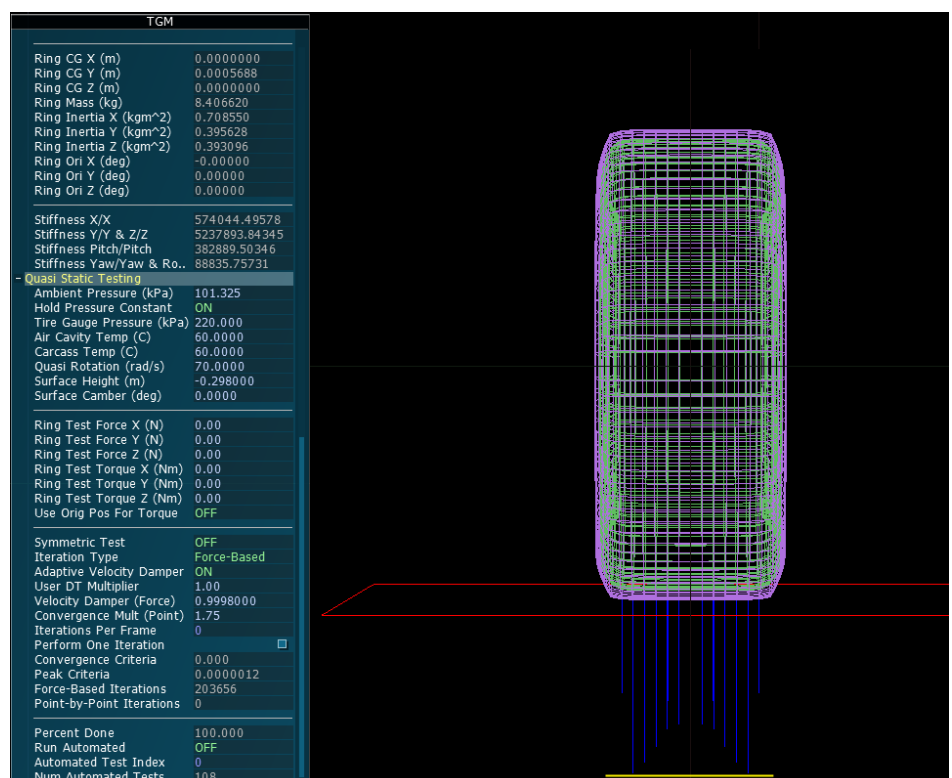 TGM
Ring CG X (m) 0.0000000
Ring CG Y (m) 0.0005688
Ring CG Z (m) 0.0000000
Ring Mass (kg) 8.406620
Ring Inertia X (kgm^2) 0.708550
Ring Inertia Y (kgm^2) 0.395628
Ring Inertia Z (kgm^2) 0.393096
Ring Ori X (deg) -0.00000
Ring Ori Y (deg) 0.00000
Ring Ori Z (deg) 0.00000
Stiffness X/X 574044.49578
Stiffness Y/Y & Z/Z 5237893.84345
Stiffness Pitch/Pitch 382889.50346
Stiffness Yaw/Yaw & Ro.. 88835.75731
- Quasi Static Testing
Ambient Pressure (kPa) 101.325
Hold Pressure Constant ON
Tire Gauge Pressure (kPa) 220.000
Air Cavity Temp (C) 60.0000
Carcass Temp (C) 60.0000
Quasi Rotation (rad/s) 70.0000
Surface Height (m) -0.298000
Surface Camber (deg) 0.0000
Ring Test Force X (N) 0.00
Ring Test Force Y (N) 0.00
Ring Test Force Z (N) 0.00
Ring Test Torque X (Nm) 0.00
Ring Test Torque Y (Nm) 0.00
Ring Test Torque Z (Nm) 0.00
Use Orig Pos For Torque OFF
Symmetric Test OFF
Iteration Type Force-Based
Adaptive Velocity Damper ON
User DT Multiplier 1.00
Velocity Damper (Force) 0.9998000
Convergence Mult (Point) 1.75
Iterations Per Frame 0
Perform One Iteration
Convergence Criteria 0.000
Peak Criteria 0.0000012
Force-Based Iterations 203656
Point-by-Point Iterations 0
Percent Done 100.000
Run Automated OFF
Automated Test Index 0
Num Automated Tests 108